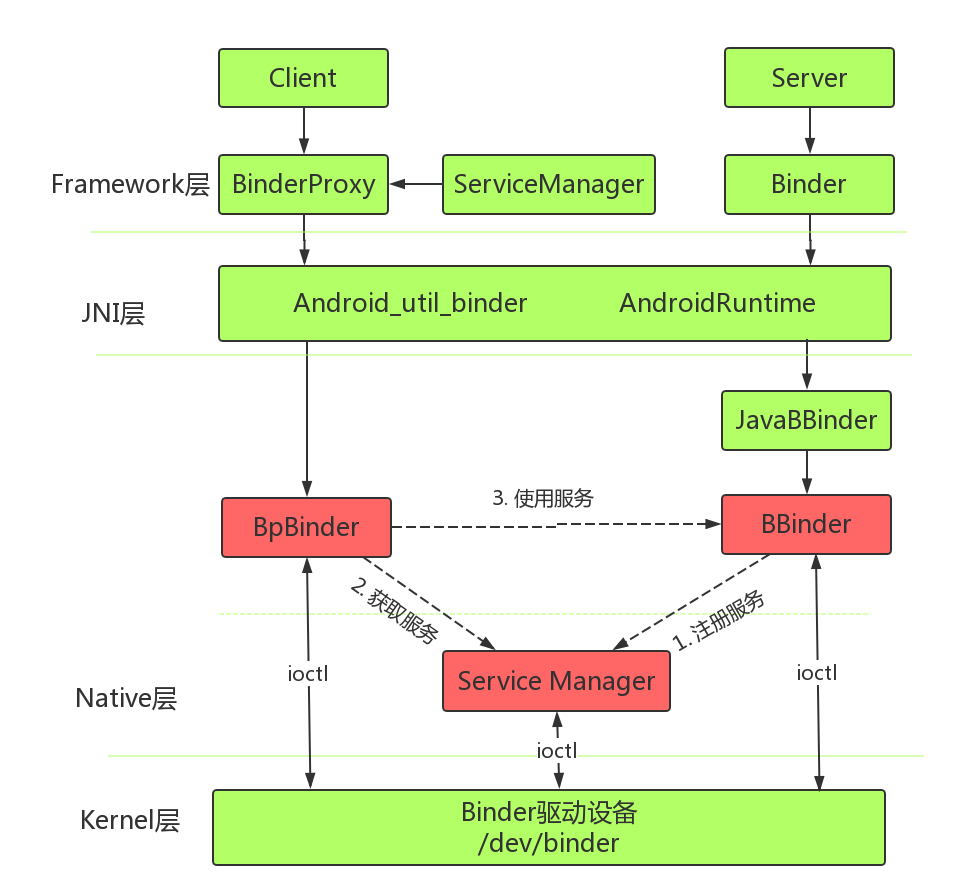 Client
Server
Framework层
BinderProxy
ServiceManager
Binder
JNI层
Android_util_binder
AndroidRuntime
JavaBBinder
3. 使用服务
BpBinder
BBinder
2. 获取服务
1. 注册服务
Service Manager
ioctl
ioctl
Native层
ioctl
Kernel层
Binder驱动设备
/dev/binder